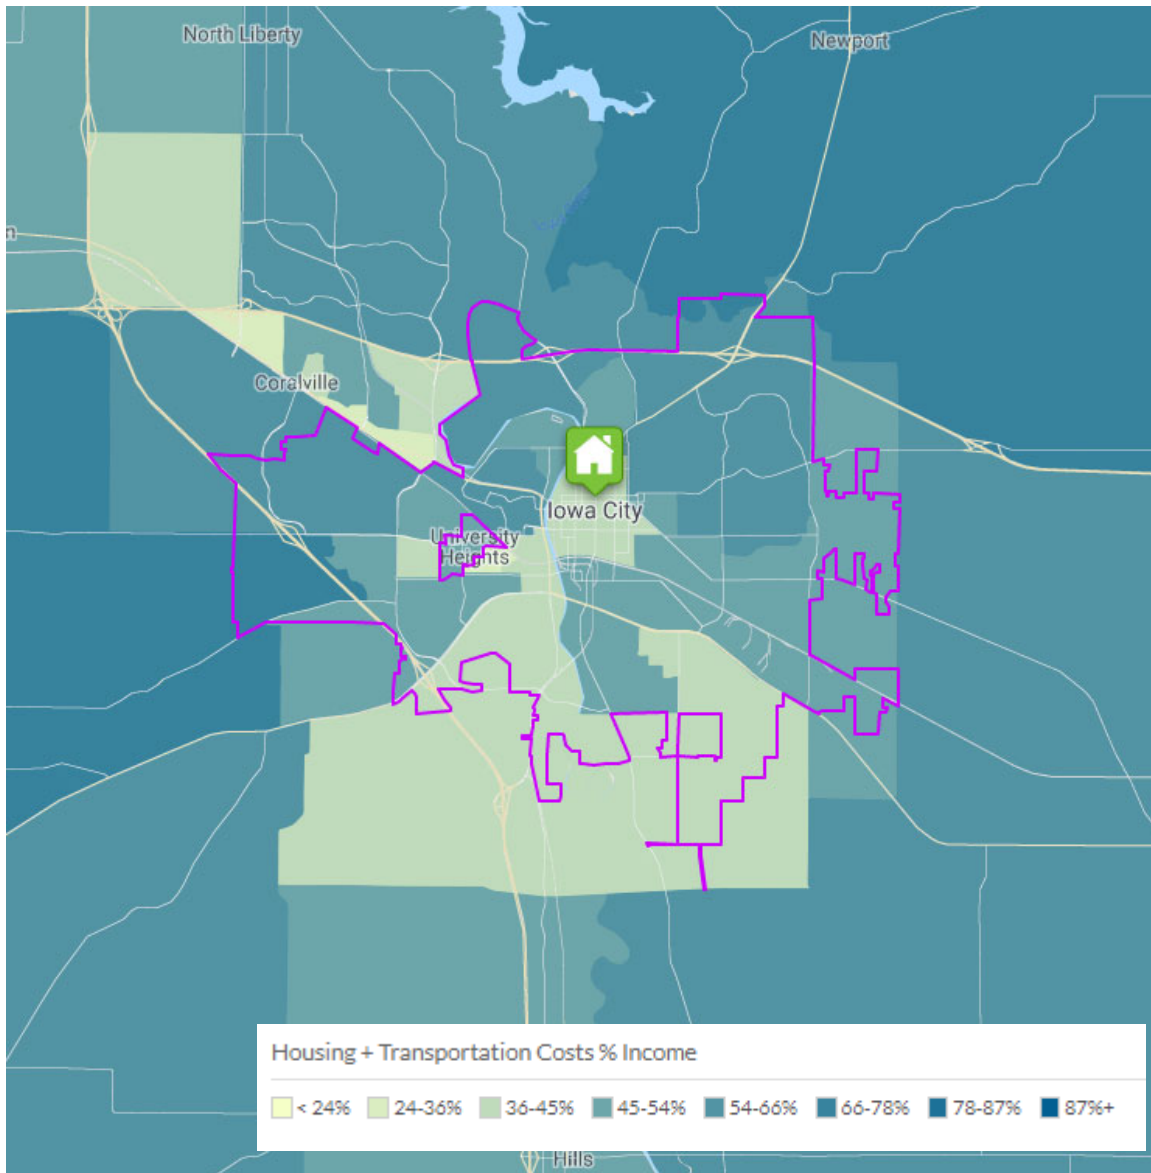 North Liberty
Newport
n
Coralville
Iowa City
University
Heights
Housing + Transportation Costs % Income
< 24% 24-36% 36-45% 45-54% 54-66% 66-78% 78-87% 87%+
Hills